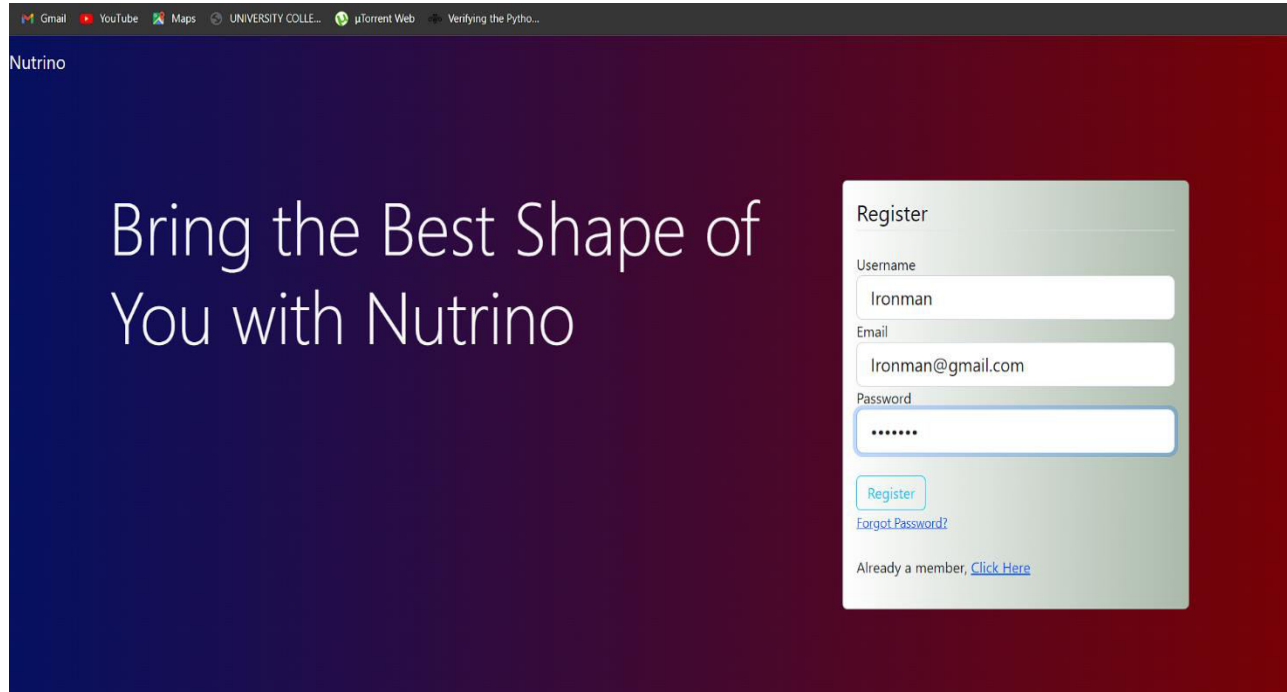 Gmail YouTube Maps UNIVERSITY COLLE... µTorrent Web Verifying the Pytho...
Nutrino
Bring the Best Shape of
You with Nutrino
Register
Username
Ironman
Email
Ironman@gmail.com
Password
•••••••
Register
Forgot Password?
Already a member, Click Here